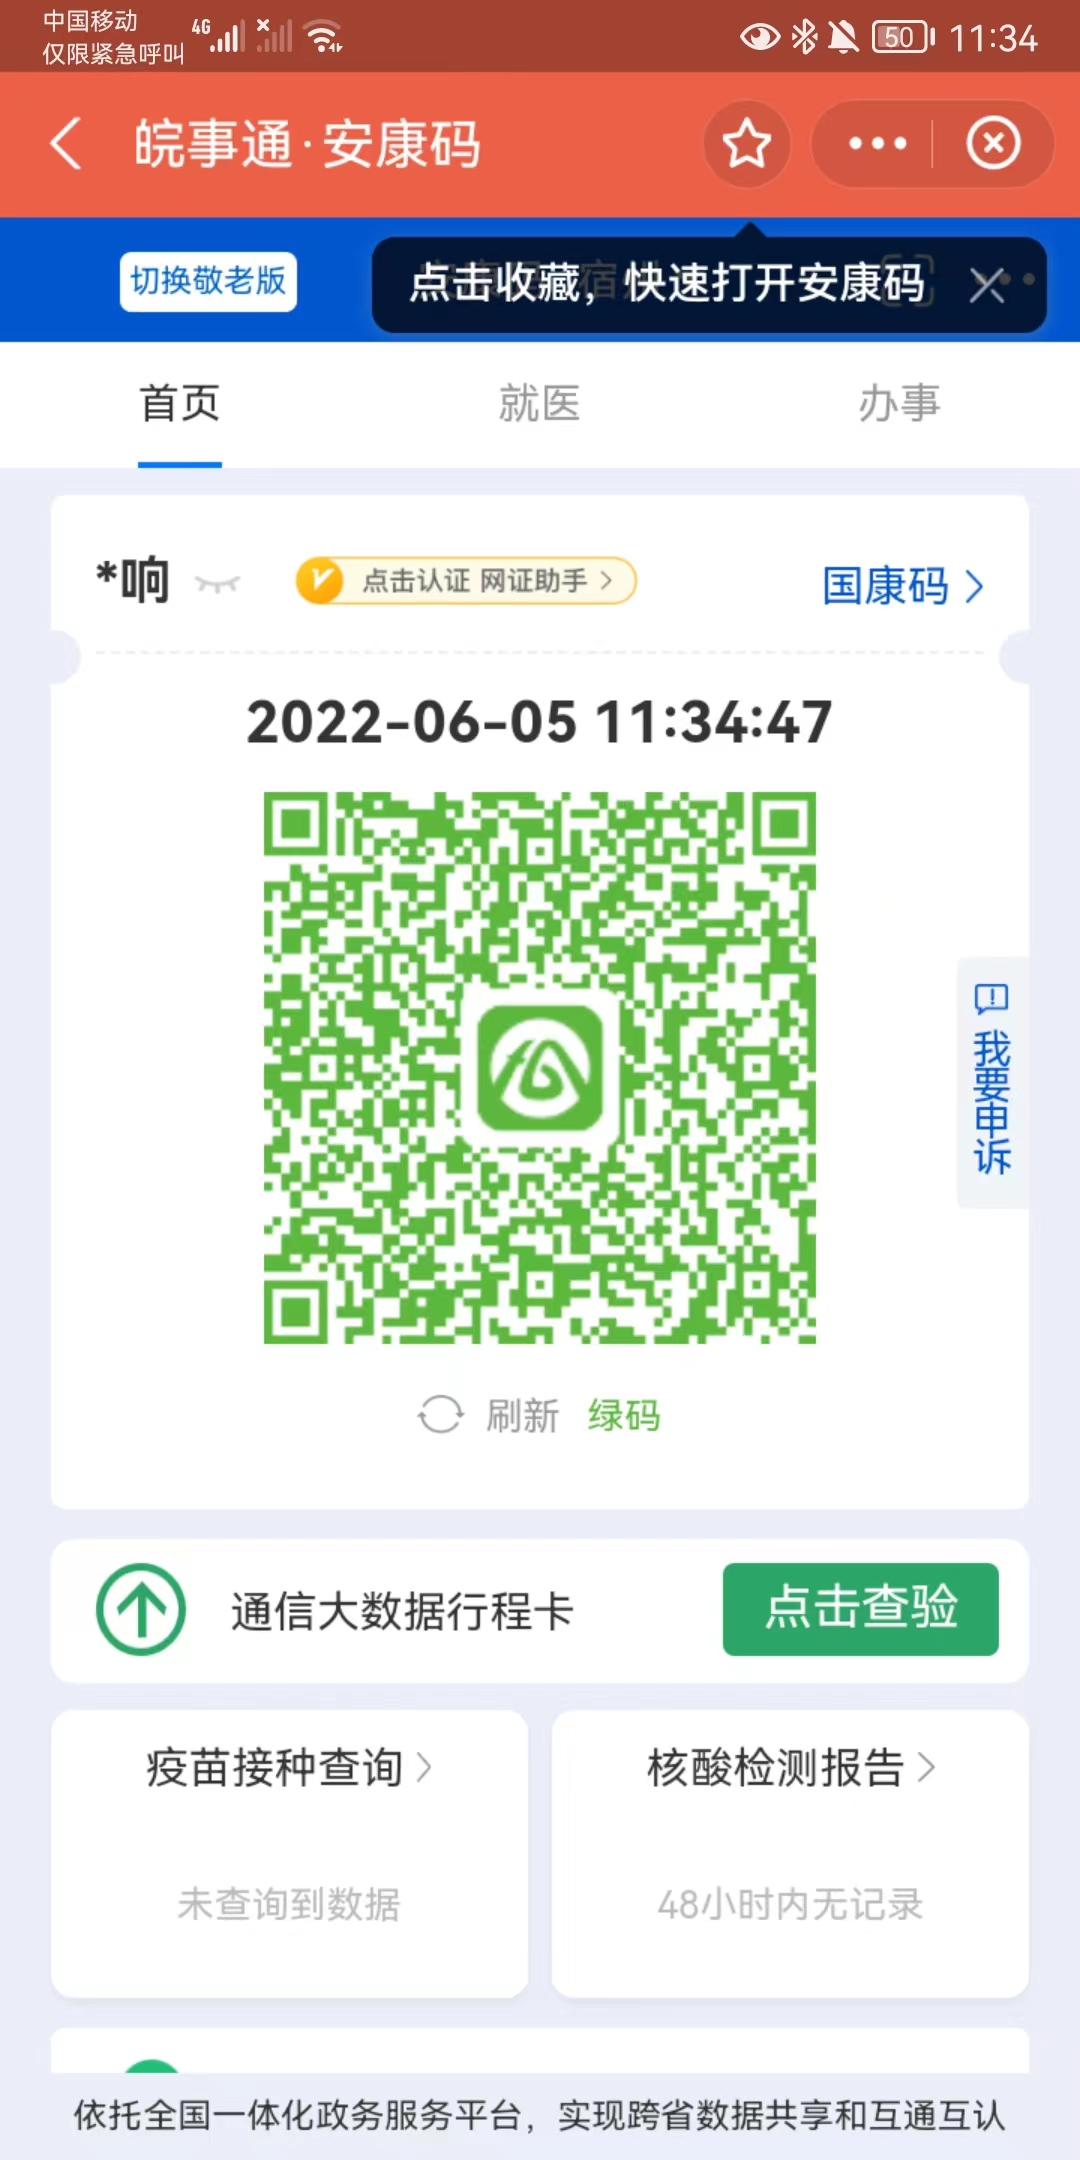 中国移动
仅限紧急呼叫
4G
50
11:34
皖事通·安康码
切换敬老版
点击收藏，快速打开安康码
首页
就医
办事
*响
点击认证 网证助手 >
国康码 >
2022-06-05 11:34:47
我要申诉
刷新 绿码
通信大数据行程卡
点击查验
疫苗接种查询 >
核酸检测报告 >
未查询到数据
48小时内无记录
依托全国一体化政务服务平台，实现跨省数据共享和互通互认